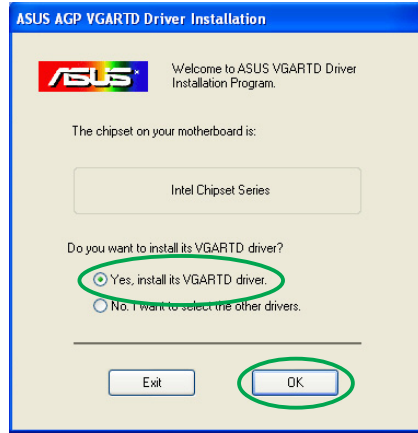 ASUS AGP VGARTD Driver Installation
ASUS
Welcome to ASUS VGARTD Driver
Installation Program.
The chipset on your motherboard is:
Intel Chipset Series
Do you want to install its VGARTD driver?
Yes, install its VGARTD driver.
No. I want to select the other drivers.
Exit
OK